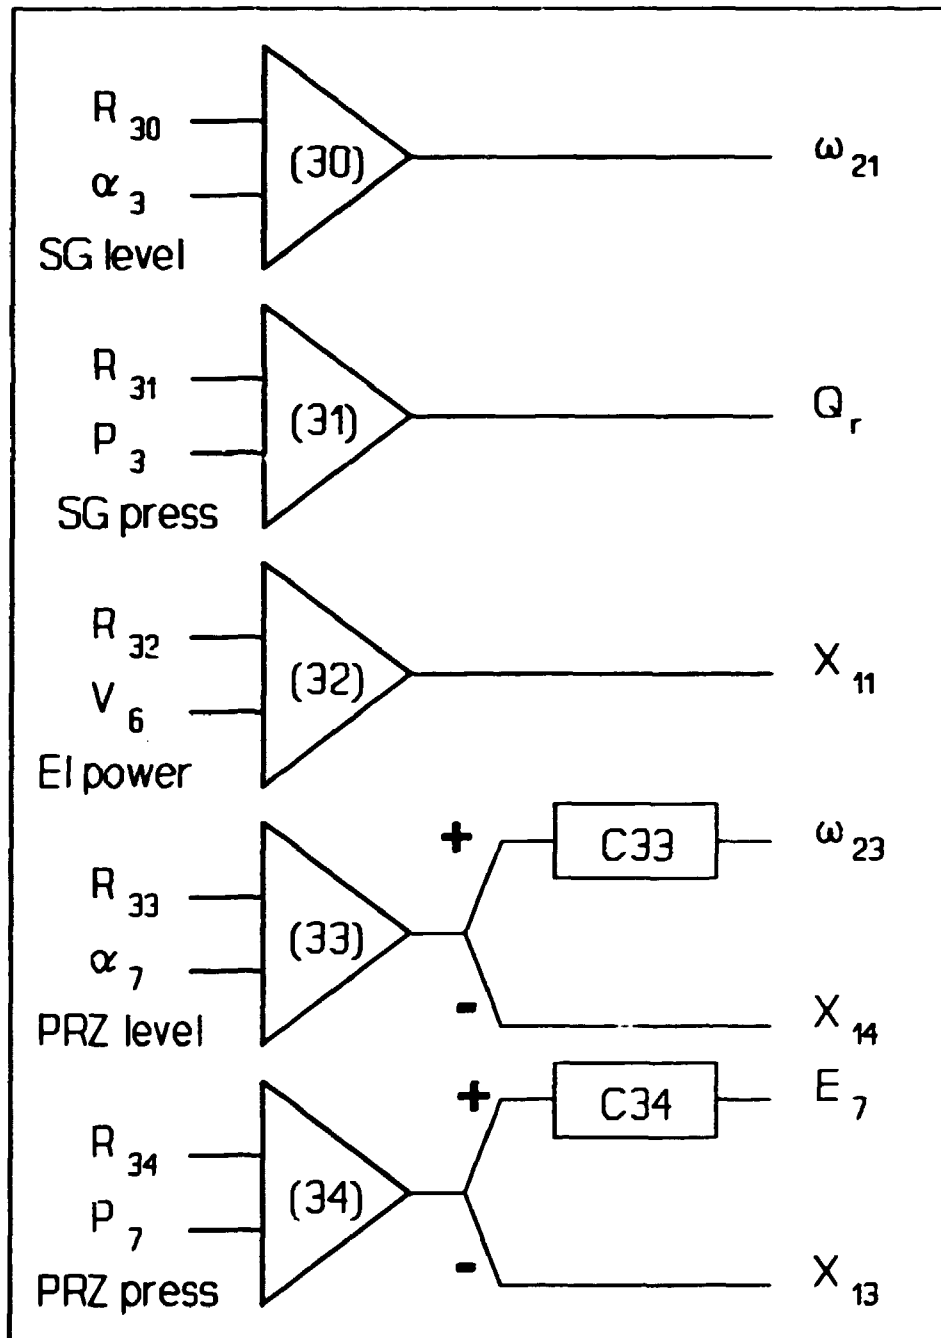 R 30
(30)
ω 21
α 3
SG level
R 31
(31)
Q r
P 3
SG press
R 32
(32)
X 11
V 6
El power
+
C33
ω 23
R 33
(33)
α 7
-
X 14
PRZ level
+
C34
E 7
R 34
(34)
P 7
-
X 13
PRZ press